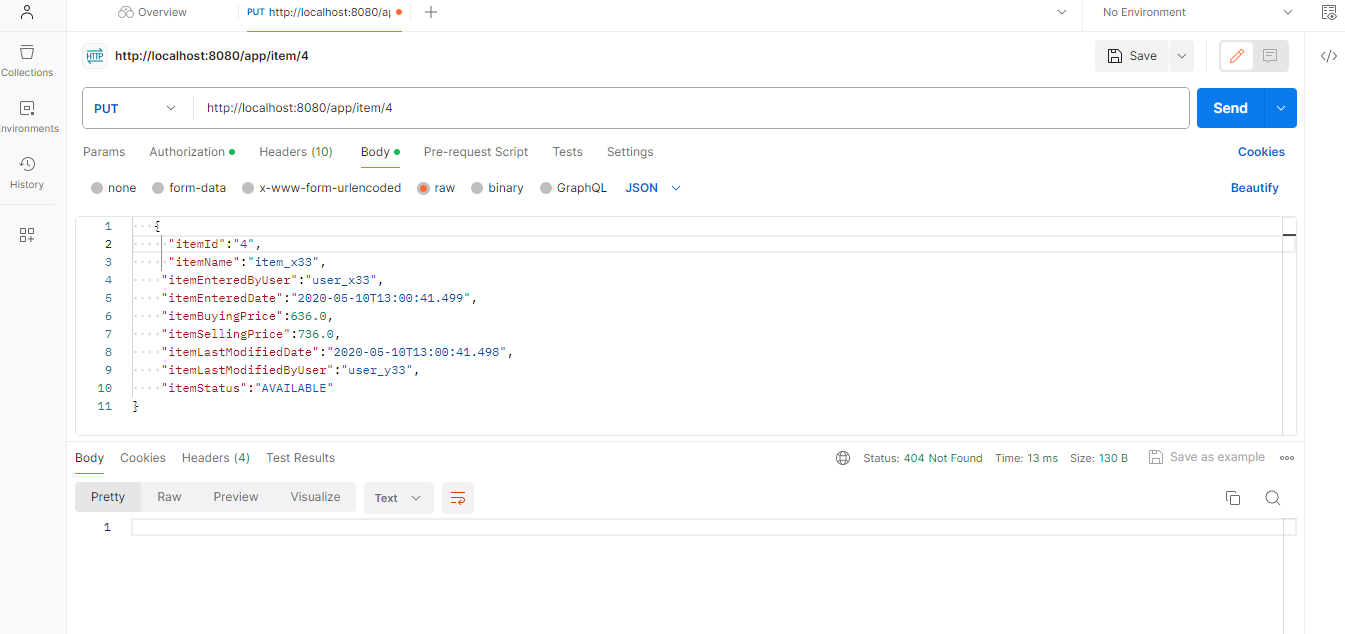 Overview
PUT http://localhost:8080/a
No Environment
Collections
nvironments
History
HTTP http://localhost:8080/app/item/4
Save
PUT http://localhost:8080/app/item/4
Send
Params Authorization Headers (10) Body Pre-request Script Tests Settings Cookies
none form-data x-www-form-urlencoded raw binary GraphQL JSON Beautify
1 {
2 "itemId":"4",
3 "itemName":"item_x33",
4 "itemEnteredByUser":"user_x33",
5 "itemEnteredDate":"2020-05-10T13:00:41.499",
6 "itemBuyingPrice":636.0,
7 "itemSellingPrice":736.0,
8 "itemLastModifiedDate":"2020-05-10T13:00:41.498",
9 "itemLastModifiedByUser":"user_y33",
10 "itemStatus":"AVAILABLE"
11 }
Body Cookies Headers (4) Test Results Status: 404 Not Found Time: 13 ms Size: 130 B Save as example
Pretty Raw Preview Visualize Text
1